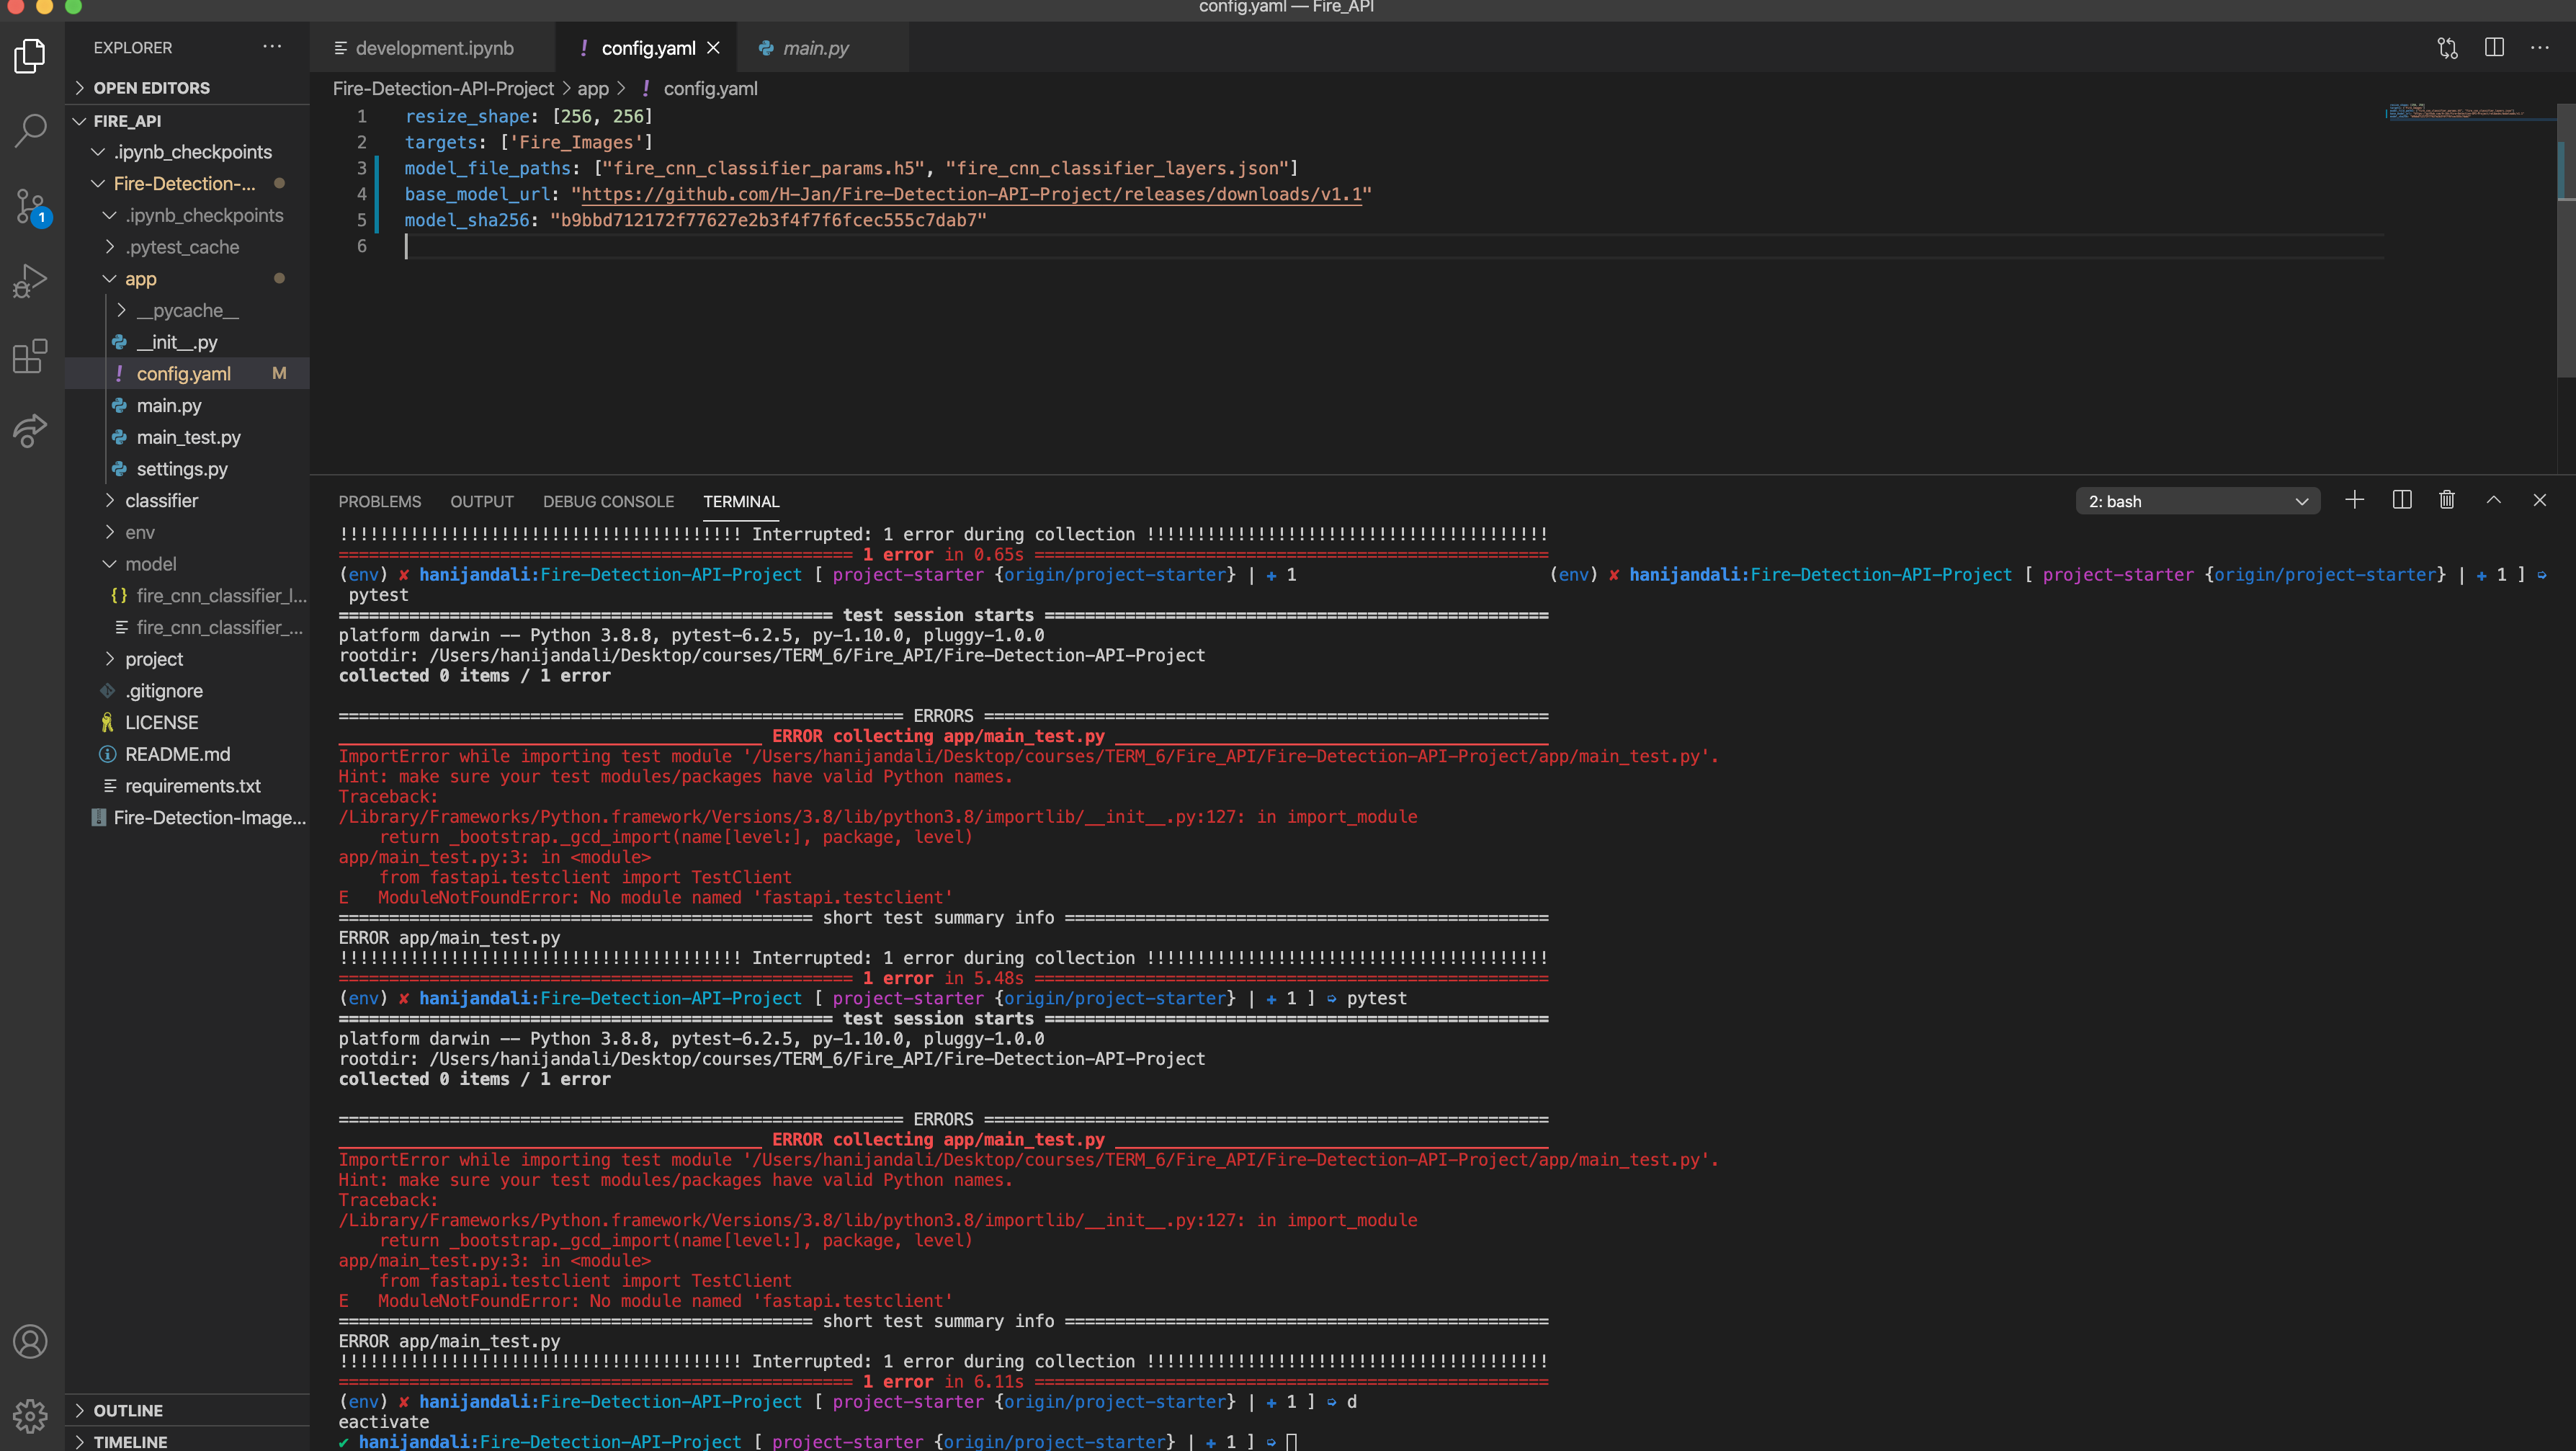 config.yaml — Fire_API
EXPLORER
OPEN EDITORS
FIRE_API
.ipynb_checkpoints
Fire-Detection-...
.ipynb_checkpoints
.pytest_cache
app
__pycache__
__init__.py
! config.yaml M
main.py
main_test.py
settings.py
classifier
env
model
{} fire_cnn_classifier_l...
fire_cnn_classifier_...
project
.gitignore
LICENSE
README.md
requirements.txt
Fire-Detection-Image...
OUTLINE
TIMELINE
1
development.ipynb ! config.yaml main.py
Fire-Detection-API-Project > app > ! config.yaml
1 resize_shape: [256, 256]
2 targets: ['Fire_Images']
3 model_file_paths: ["fire_cnn_classifier_params.h5", "fire_cnn_classifier_layers.json"]
4 base_model_url: "https://github.com/H-Jan/Fire-Detection-API-Project/releases/downloads/v1.1"
5 model_sha256: "b9bbd712172f77627e2b3f4f7f6fcec555c7dab7"
6
PROBLEMS OUTPUT DEBUG CONSOLE TERMINAL 2: bash
!!!!!!!!!!!!!!!!!!!!!!!!!!!!!!!!!!!!!!!! Interrupted: 1 error during collection !!!!!!!!!!!!!!!!!!!!!!!!!!!!!!!!!!!!!!!!
=================================================== 1 error in 0.65s ===================================================
(env) ✘ hanijandali:Fire-Detection-API-Project [ project-starter {origin/project-starter} | + 1 (env) ✘ hanijandali:Fire-Detection-API-Project [ project-starter {origin/project-starter} | + 1 ] ➭
pytest
================================================= test session starts ==================================================
platform darwin -- Python 3.8.8, pytest-6.2.5, py-1.10.0, pluggy-1.0.0
rootdir: /Users/hanijandali/Desktop/courses/TERM_6/Fire_API/Fire-Detection-API-Project
collected 0 items / 1 error
======================================================== ERRORS ========================================================
__________________________________________ ERROR collecting app/main_test.py ___________________________________________
ImportError while importing test module '/Users/hanijandali/Desktop/courses/TERM_6/Fire_API/Fire-Detection-API-Project/app/main_test.py'.
Hint: make sure your test modules/packages have valid Python names.
Traceback:
/Library/Frameworks/Python.framework/Versions/3.8/lib/python3.8/importlib/__init__.py:127: in import_module
return _bootstrap._gcd_import(name[level:], package, level)
app/main_test.py:3: in <module>
from fastapi.testclient import TestClient
E ModuleNotFoundError: No module named 'fastapi.testclient'
=============================================== short test summary info ================================================
ERROR app/main_test.py
!!!!!!!!!!!!!!!!!!!!!!!!!!!!!!!!!!!!!!!! Interrupted: 1 error during collection !!!!!!!!!!!!!!!!!!!!!!!!!!!!!!!!!!!!!!!!
=================================================== 1 error in 5.48s ===================================================
(env) ✘ hanijandali:Fire-Detection-API-Project [ project-starter {origin/project-starter} | + 1 ] ➭ pytest
================================================= test session starts ==================================================
platform darwin -- Python 3.8.8, pytest-6.2.5, py-1.10.0, pluggy-1.0.0
rootdir: /Users/hanijandali/Desktop/courses/TERM_6/Fire_API/Fire-Detection-API-Project
collected 0 items / 1 error
======================================================== ERRORS ========================================================
__________________________________________ ERROR collecting app/main_test.py ___________________________________________
ImportError while importing test module '/Users/hanijandali/Desktop/courses/TERM_6/Fire_API/Fire-Detection-API-Project/app/main_test.py'.
Hint: make sure your test modules/packages have valid Python names.
Traceback:
/Library/Frameworks/Python.framework/Versions/3.8/lib/python3.8/importlib/__init__.py:127: in import_module
return _bootstrap._gcd_import(name[level:], package, level)
app/main_test.py:3: in <module>
from fastapi.testclient import TestClient
E ModuleNotFoundError: No module named 'fastapi.testclient'
=============================================== short test summary info ================================================
ERROR app/main_test.py
!!!!!!!!!!!!!!!!!!!!!!!!!!!!!!!!!!!!!!!! Interrupted: 1 error during collection !!!!!!!!!!!!!!!!!!!!!!!!!!!!!!!!!!!!!!!!
=================================================== 1 error in 6.11s ===================================================
(env) ✘ hanijandali:Fire-Detection-API-Project [ project-starter {origin/project-starter} | + 1 ] ➭ d
eactivate
✔ hanijandali:Fire-Detection-API-Project [ project-starter {origin/project-starter} | + 1 ] ➭